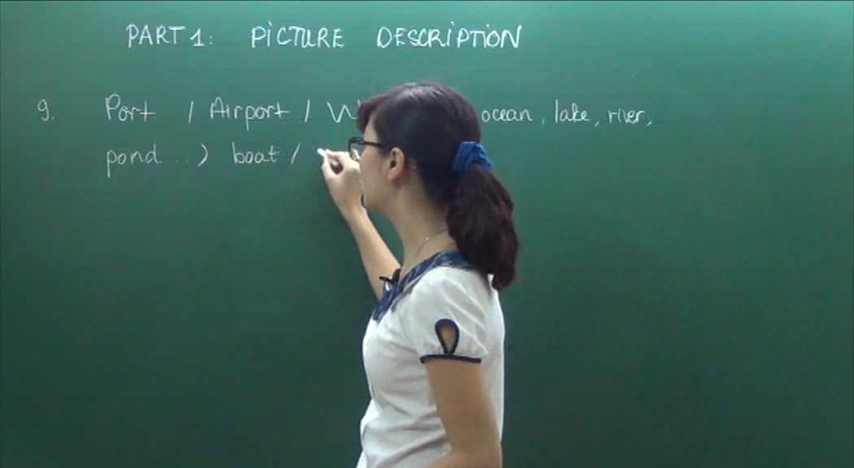 PART 1: PICTURE DESCRIPTION
9. Port / Airport / ocean, lake, river,
pond ...) boat /